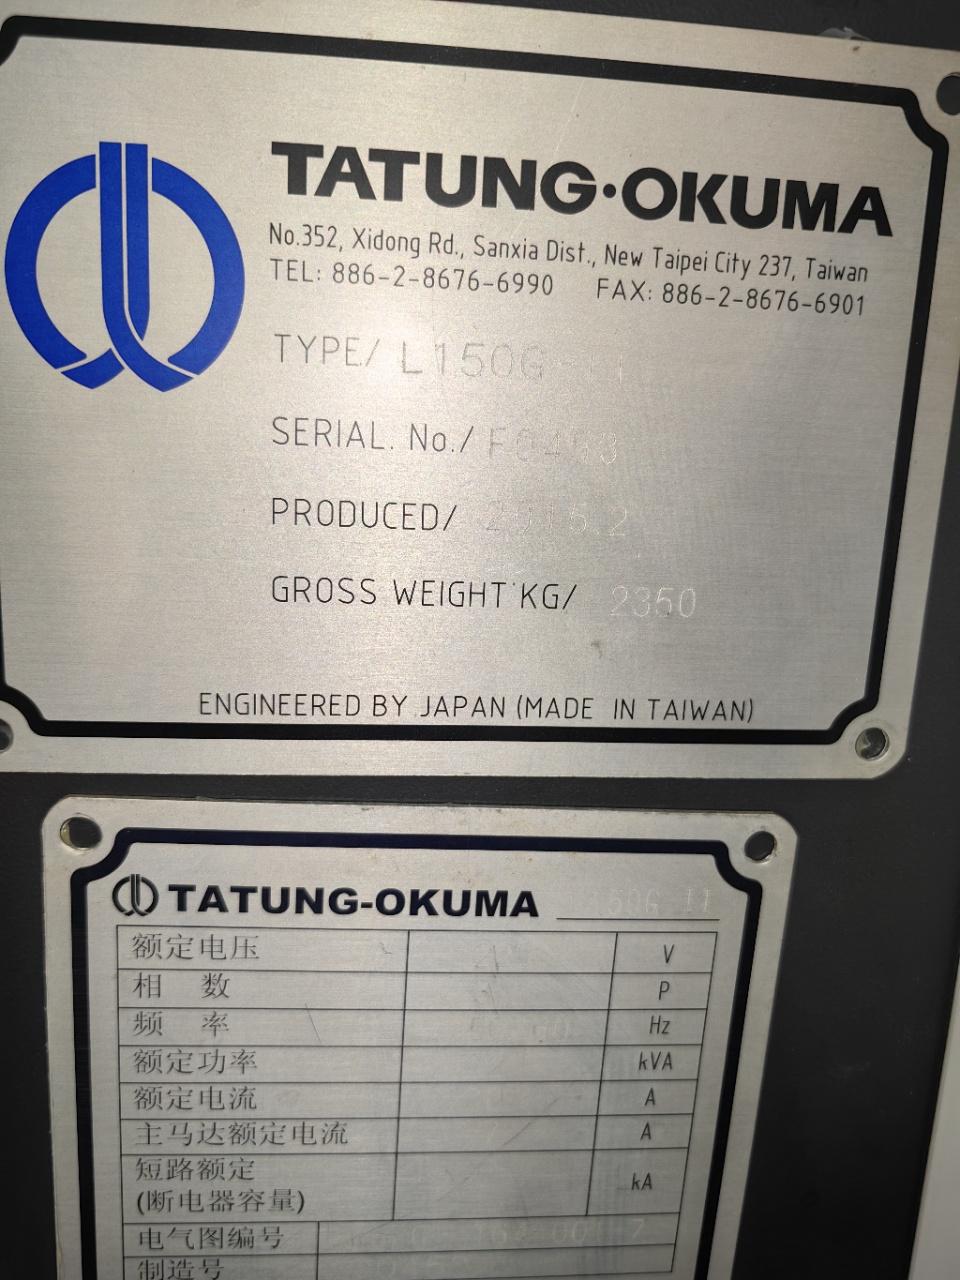 TATUNG·OKUMA
No.352, Xidong Rd., Sanxia Dist., New Taipei City 237, Taiwan
TEL: 886-2-8676-6990 FAX: 886-2-8676-6901
TYPE/ L150G
SERIAL. No./
PRODUCED/
GROSS WEIGHT KG/ 2350
ENGINEERED BY JAPAN (MADE IN TAIWAN)
TATUNG-OKUMA
额定电压 V
相 数 P
频 率 Hz
额定功率 kVA
额定电流 A
主马达额定电流 A
短路额定
(断电器容量) kA
电气图编号
制造号